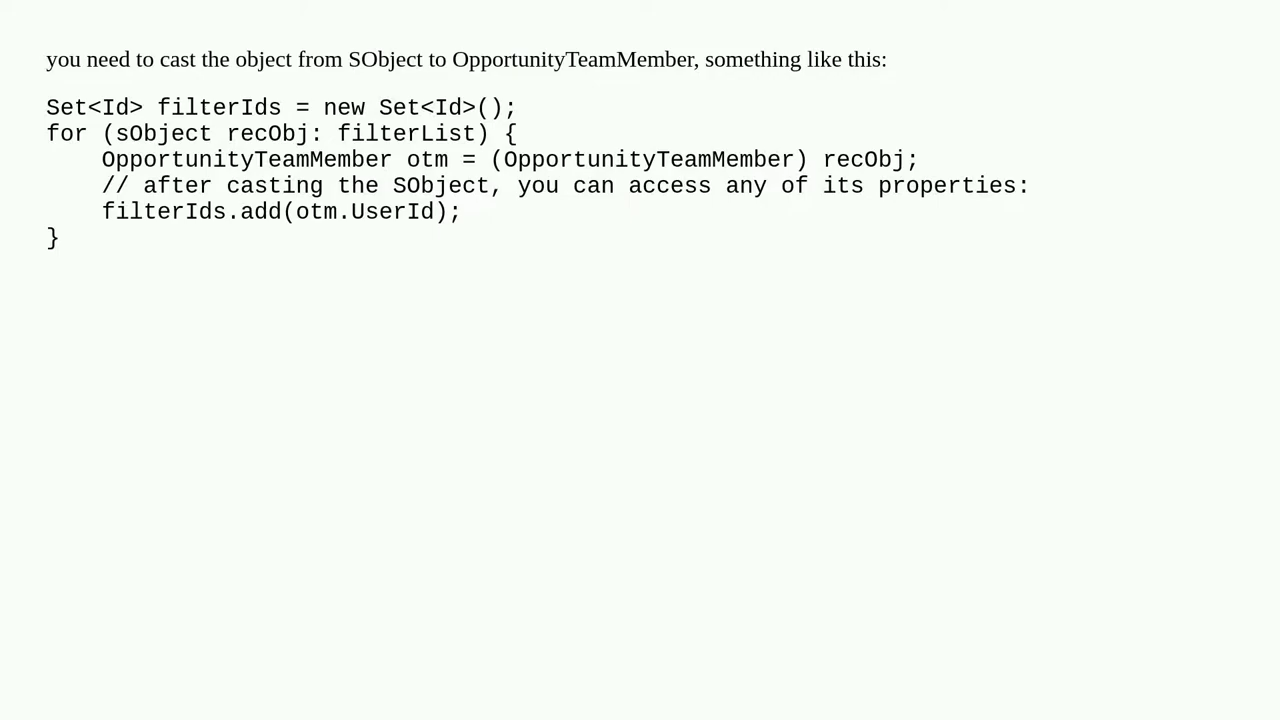 you need to cast the object from SObject to OpportunityTeamMember, something like this:
Set<Id> filterIds = new Set<Id>();
for (sObject recObj: filterList) {
    OpportunityTeamMember otm = (OpportunityTeamMember) recObj;
    // after casting the SObject, you can access any of its properties:
    filterIds.add(otm.UserId);
}